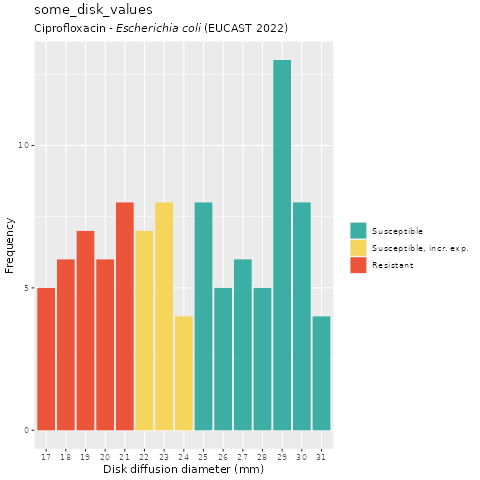 some_disk_values
Ciprofloxacin - Escherichia coli (EUCAST 2022)
Frequency
10
5
0
17 18 19 20 21 22 23 24 25 26 27 28 29 30 31
Disk diffusion diameter (mm)
Susceptible
Susceptible, incr. exp.
Resistant